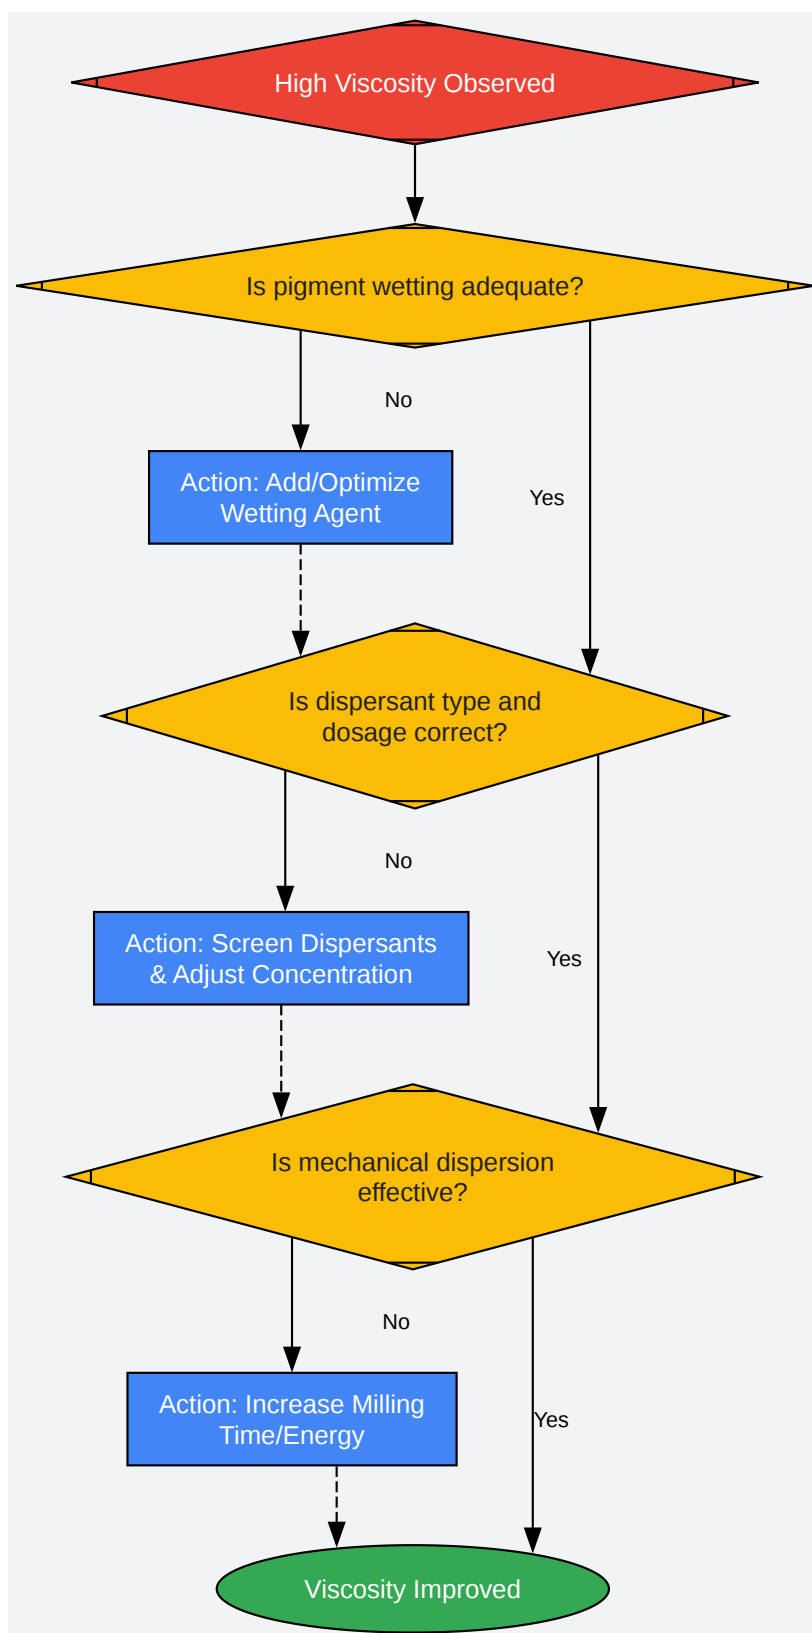 High Viscosity Observed
Is pigment wetting adequate?
No
Action: Add/Optimize
Wetting Agent
Yes
Is dispersant type and
dosage correct?
No
Action: Screen Dispersants
& Adjust Concentration
Yes
Is mechanical dispersion
effective?
No
Action: Increase Milling
Time/Energy
Yes
Viscosity Improved